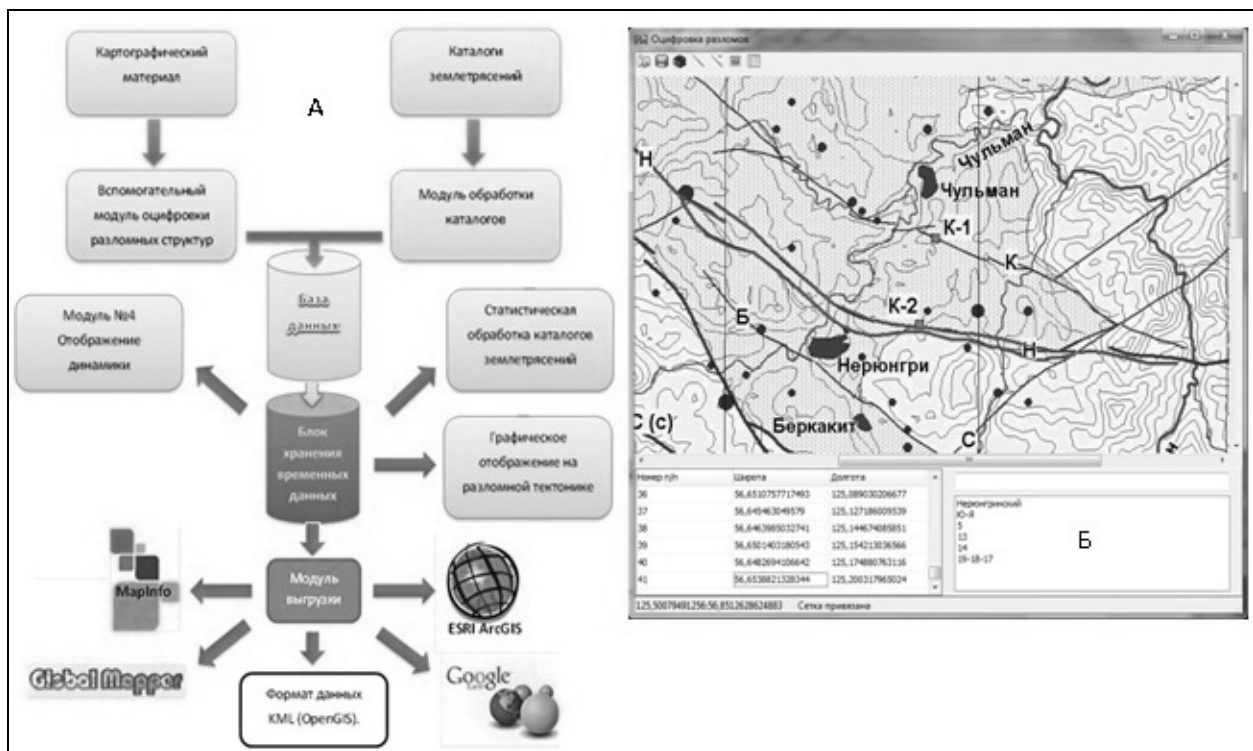 Картографический
материал
Каталоги
землетрясений
А
Вспомогательный
модуль оцифровки
разломных структур
Модуль обработки
каталогов
База
данных
Модуль №4
Отображение
динамики
Статистическая
обработка каталогов
землетрясений
Блок
хранения
временных
данных
Графическое
отображение на
разломной тектонике
MapInfo
Модуль
выгрузки
ESRI ArcGIS
Global Mapper
Формат данных
KML (OpenGIS).
Google
Оцифровка разломов
Н
Чульман
Чульман
К-1
К
К-2
Б
Н
Нерюнгри
Беркакит
С (с)
С
Номер п/п Широта Долгота
36 56,6510757717493 125,089030206677
37 56,645463049579 125,127186009539
38 56,6463985032741 125,144674085851
39 56,6501403180543 125,154213036566
40 56,6482694106642 125,174880763116
41 56,6538821328344 125,200317965024
Нерюнгринский
Ю-Я
5
13
14
19-18-17
Б
125,50079491256:56,8512628624883 Сетка привязана